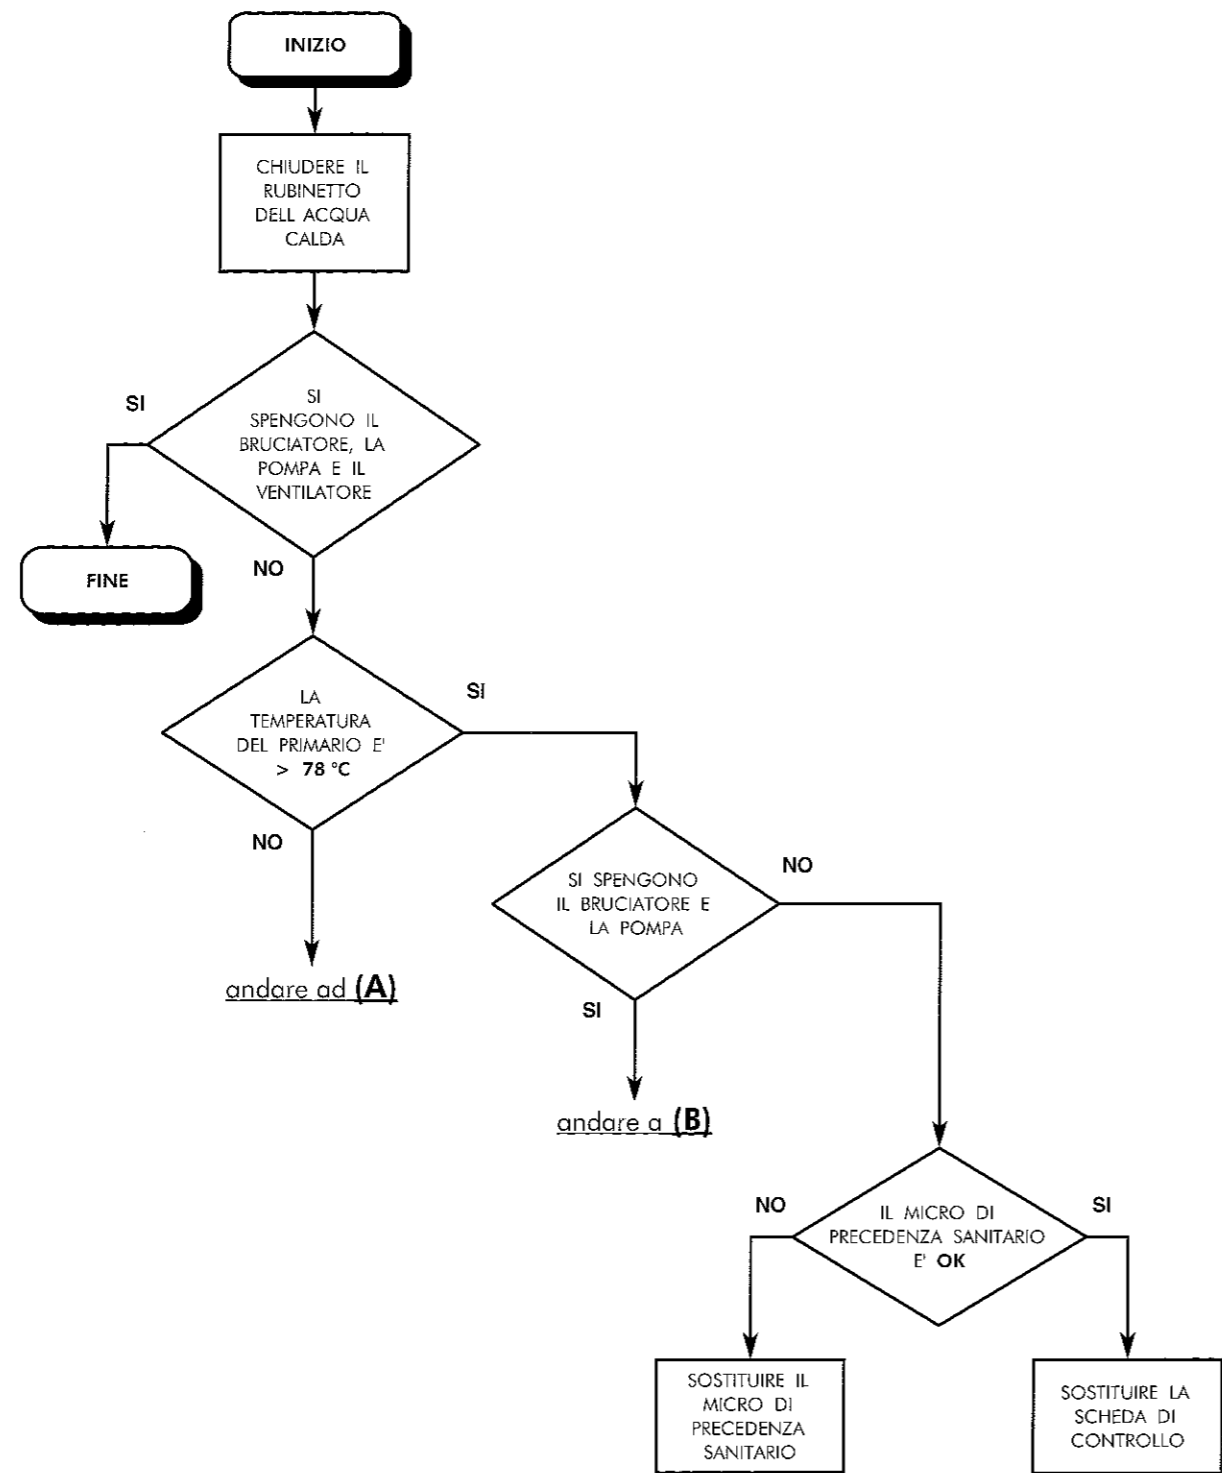 INIZIO
CHIUDERE IL
RUBINETTO
DELL ACQUA
CALDA
SI
SPENGONO IL
BRUCIATORE, LA
POMPA E IL
VENTILATORE
SI
FINE
NO
LA
TEMPERATURA
DEL PRIMARIO E'
> 78 °C
SI
NO
andare ad (A)
SI SPENGONO
IL BRUCIATORE E
LA POMPA
NO
SI
andare a (B)
IL MICRO DI
PRECEDENZA SANITARIO
E' OK
NO
SI
SOSTITUIRE IL
MICRO DI
PRECEDENZA
SANITARIO
SOSTITUIRE LA
SCHEDA DI
CONTROLLO